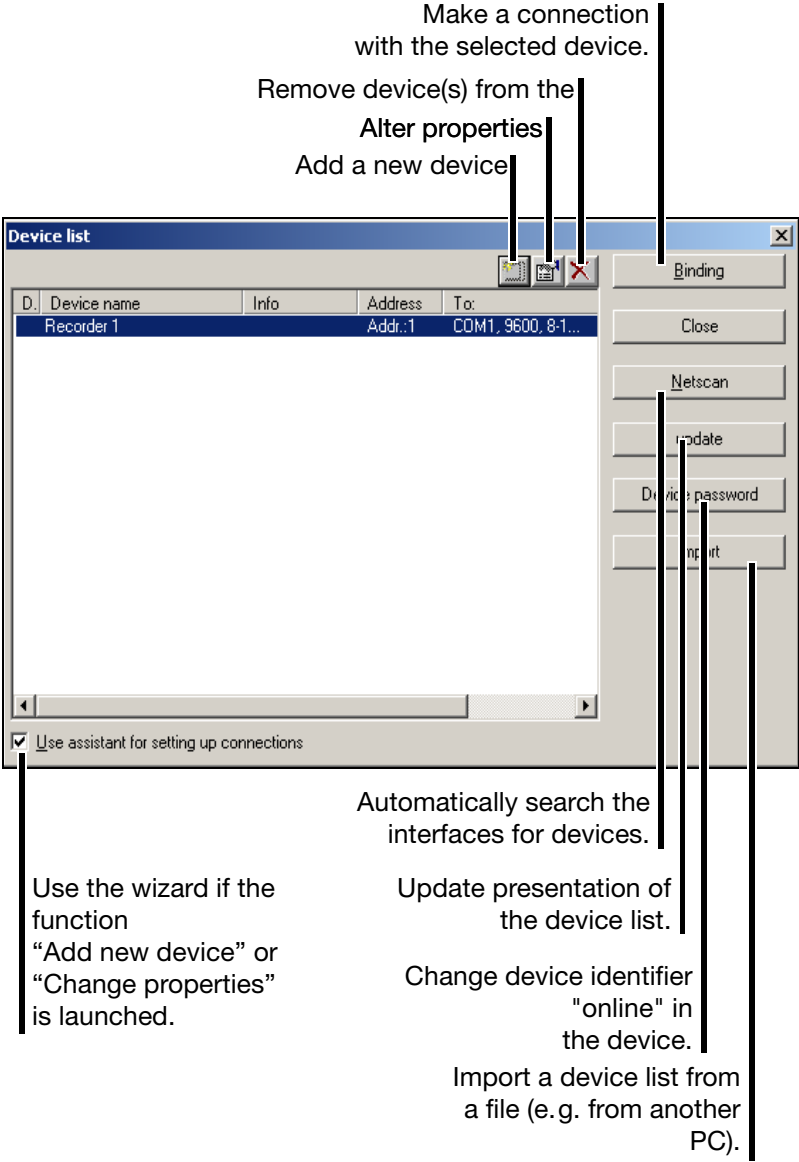 Make a connection
with the selected device.
Remove device(s) from the
Alter properties
Add a new device
Device list
Binding
D. Device name Info Address To:
Recorder 1 Addr.:1 COM1, 9600, 8-1...
Close
Netscan
update
Device password
Import
Use assistant for setting up connections
Automatically search the
interfaces for devices.
Use the wizard if the
function
“Add new device” or
“Change properties”
is launched.
Update presentation of
the device list.
Change device identifier
"online" in
the device.
Import a device list from
a file (e.g. from another
PC).